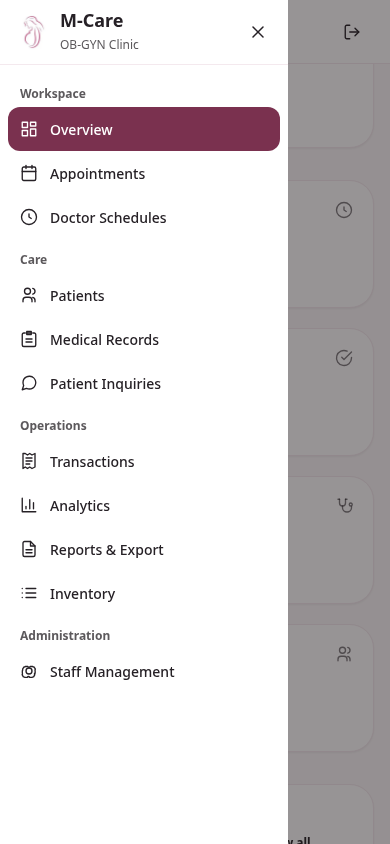 M-Care
OB-GYN Clinic
Workspace
Overview
Appointments
Doctor Schedules
Care
Patients
Medical Records
Patient Inquiries
Operations
Transactions
Analytics
Reports & Export
Inventory
Administration
Staff Management
all